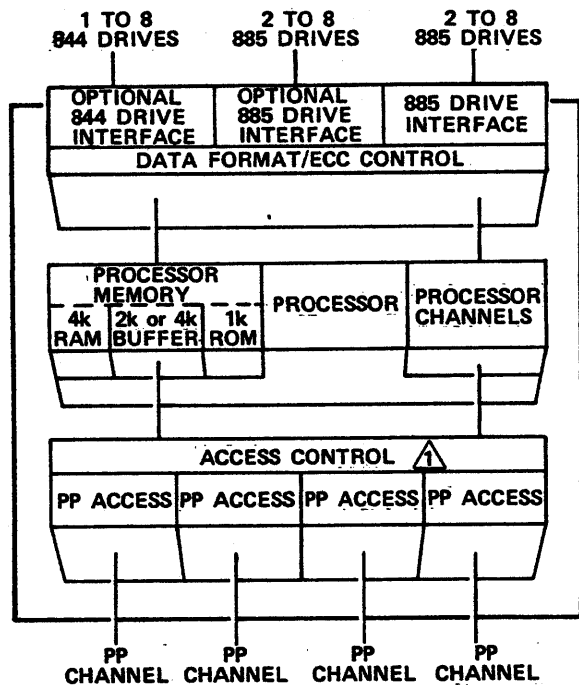 1 TO 8
844 DRIVES
2 TO 8
885 DRIVES
2 TO 8
885 DRIVES
OPTIONAL
844 DRIVE
INTERFACE
OPTIONAL
885 DRIVE
INTERFACE
885 DRIVE
INTERFACE
DATA FORMAT/ECC CONTROL
PROCESSOR
MEMORY
4k
RAM
2k or 4k
BUFFER
1k
ROM
PROCESSOR
PROCESSOR
CHANNELS
ACCESS CONTROL 1
PP ACCESS
PP ACCESS
PP ACCESS
PP ACCESS
PP
CHANNEL
PP
CHANNEL
PP
CHANNEL
PP
CHANNEL